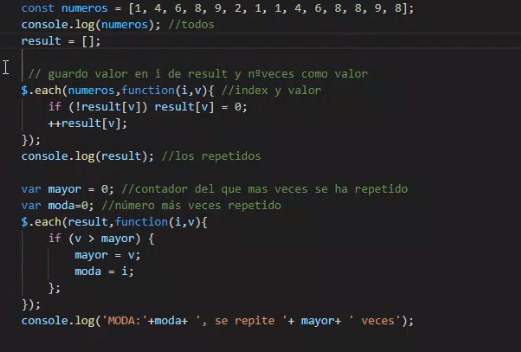 const numeros = [1, 4, 6, 8, 9, 2, 1, 1, 4, 6, 8, 8, 9, 8];
console.log(numeros); //todos
result = [];
// guardo valor en i de result y nºveces como valor
$.each(numeros,function(i,v){ //index y valor
if (!result[v]) result[v] = 0;
++result[v];
});
console.log(result); //los repetidos
var mayor = 0; //contador del que mas veces se ha repetido
var moda=0; //número más veces repetido
$.each(result,function(i,v){
if (v > mayor) {
mayor = v;
moda = i;
};
});
console.log('MODA:'+moda+ ', se repite '+ mayor+ ' veces');